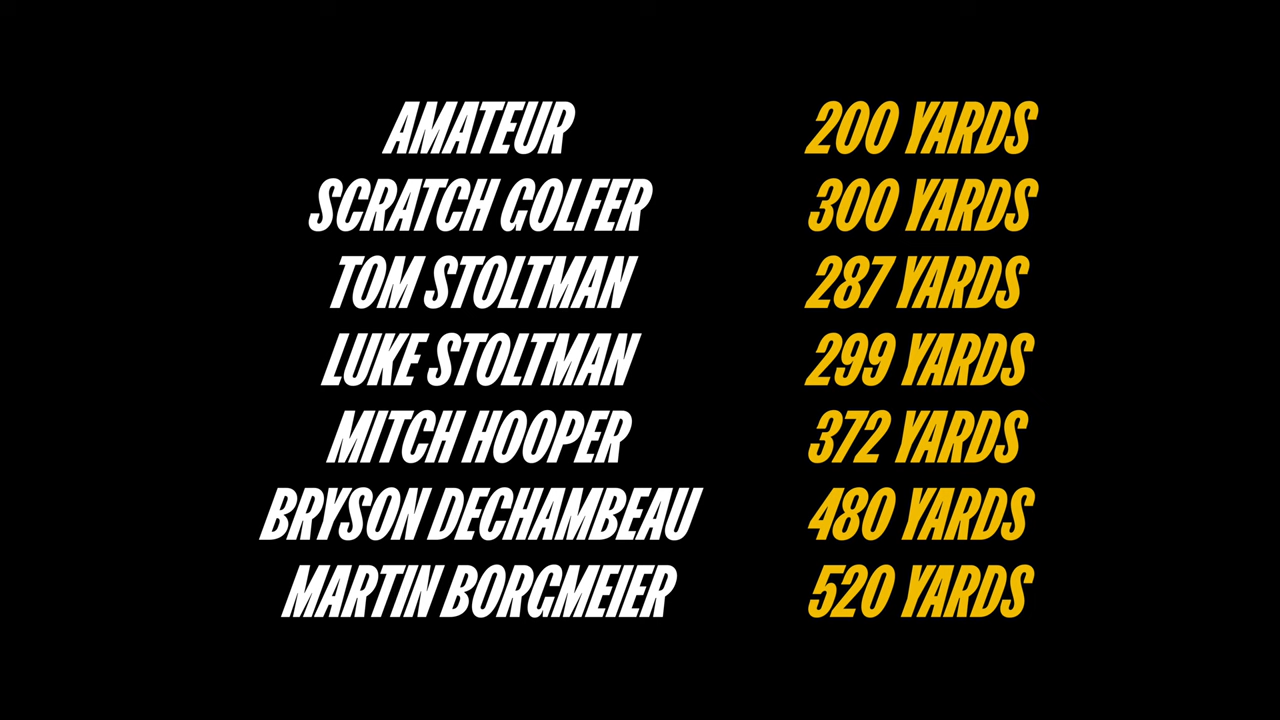 AMATEUR 200 YARDS
SCRATCH GOLFER 300 YARDS
TOM STOLTMAN 287 YARDS
LUKE STOLTMAN 299 YARDS
MITCH HOOPER 372 YARDS
BRYSON DECHAMBEAU 480 YARDS
MARTIN BORGMEIER 520 YARDS